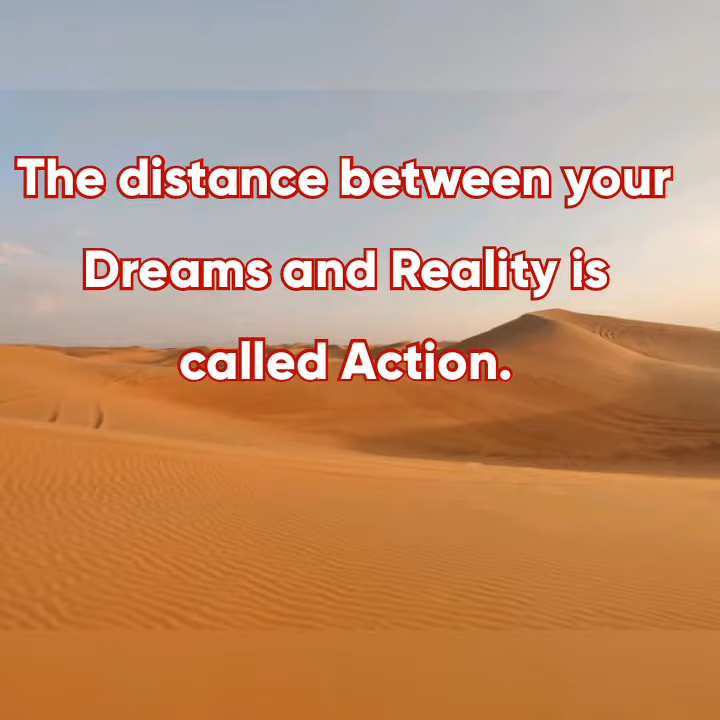 The distance between your
Dreams and Reality is
called Action.